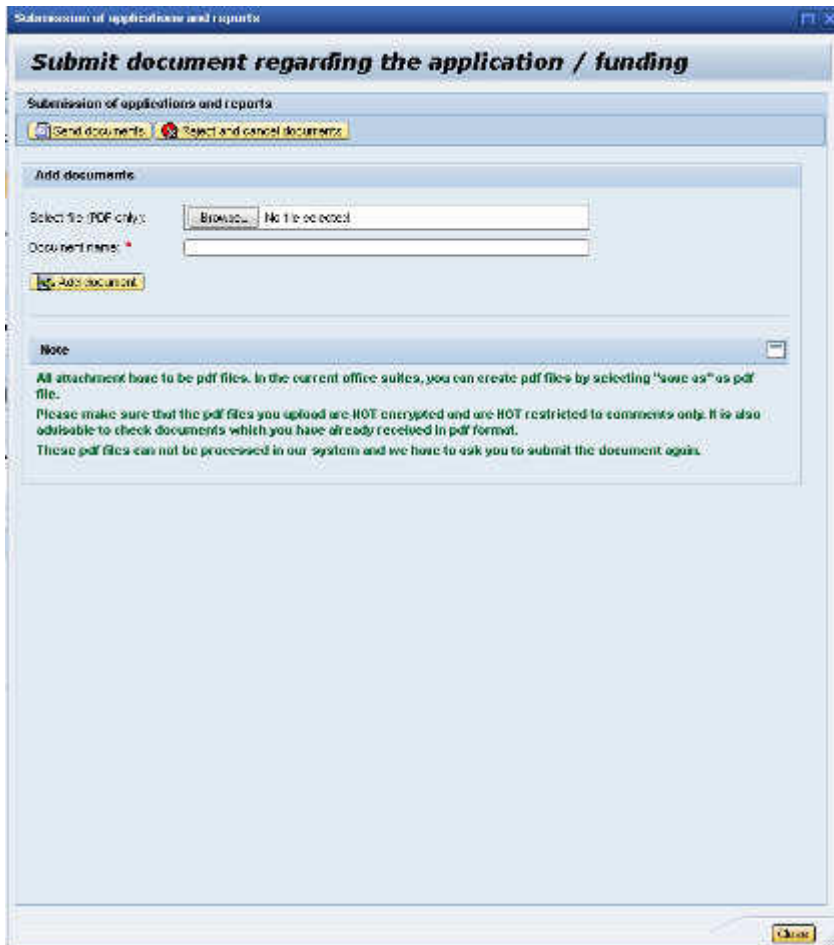 Submission of applications and reports
Submit document regarding the application / funding
Submission of applications and reports
Send documents Reject and cancel documents
Add documents
Select file (PDF only): Browse... No file selected
Document name: *
Add document
Note
All attachment have to be pdf files. In the current office suites, you can create pdf files by selecting "save as" as pdf
file.
Please make sure that the pdf files you upload are NOT encrypted and are NOT restricted to comments only. It is also
advisable to check documents which you have already received in pdf format.
These pdf files can not be processed in our system and we have to ask you to submit the document again.
Close